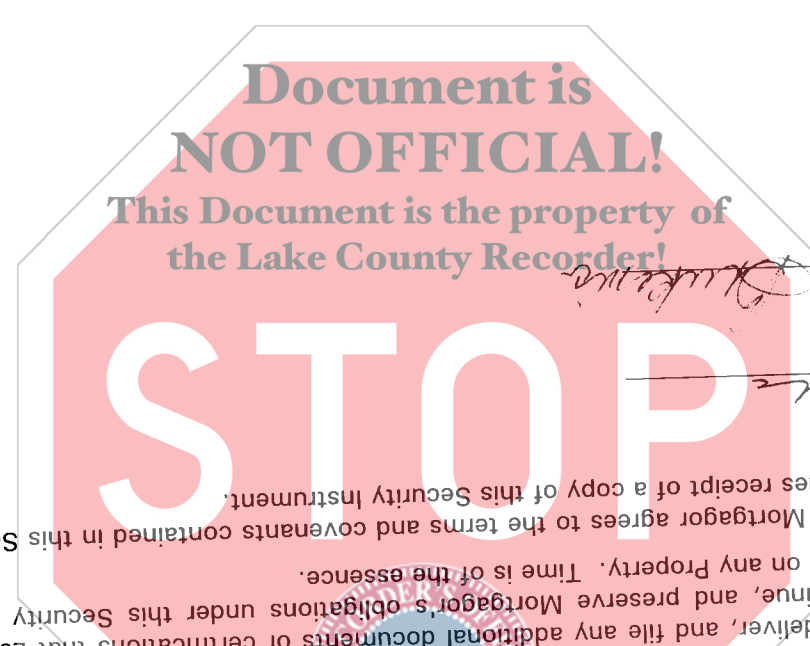 Document is
NOT OFFICIAL!
This Document is the property of
the Lake County Recorder!
STOP
deliver, and file any additional documents or certifications that
inue, and preserve Mortgagor's obligations under this Security
on any Property. Time is of the essence.
Mortgagor agrees to the terms and covenants contained in this S
es receipt of a copy of this Security Instrument.